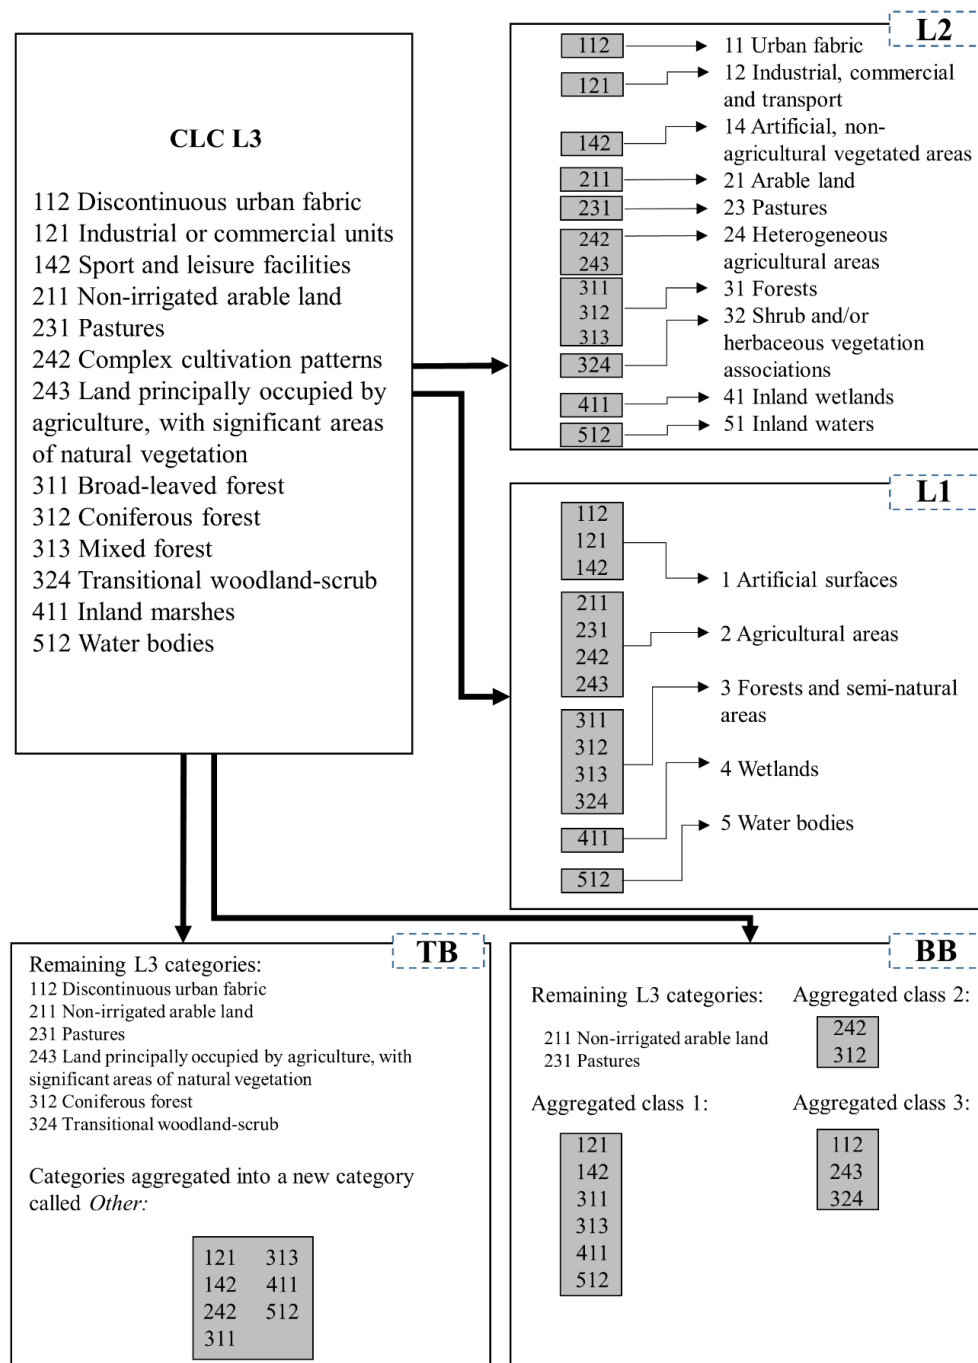 CLC L3
112 Discontinuous urban fabric
121 Industrial or commercial units
142 Sport and leisure facilities
211 Non-irrigated arable land
231 Pastures
242 Complex cultivation patterns
243 Land principally occupied by
agriculture, with significant areas
of natural vegetation
311 Broad-leaved forest
312 Coniferous forest
313 Mixed forest
324 Transitional woodland-scrub
411 Inland marshes
512 Water bodies
L2
112
11 Urban fabric
121
12 Industrial, commercial
and transport
142
14 Artificial, non-
agricultural vegetated areas
211
21 Arable land
231
23 Pastures
242
243
24 Heterogeneous
agricultural areas
311
312
313
31 Forests
324
32 Shrub and/or
herbaceous vegetation
associations
411
41 Inland wetlands
512
51 Inland waters
L1
112
121
142
1 Artificial surfaces
211
231
242
243
2 Agricultural areas
311
312
313
324
3 Forests and semi-natural
areas
411
4 Wetlands
512
5 Water bodies
TB
Remaining L3 categories:
112 Discontinuous urban fabric
211 Non-irrigated arable land
231 Pastures
243 Land principally occupied by agriculture, with
significant areas of natural vegetation
312 Coniferous forest
324 Transitional woodland-scrub
Categories aggregated into a new category
called Other:
121 313
142 411
242 512
311
BB
Remaining L3 categories:
211 Non-irrigated arable land
231 Pastures
Aggregated class 2:
242
312
Aggregated class 1:
121
142
311
313
411
512
Aggregated class 3:
112
243
324